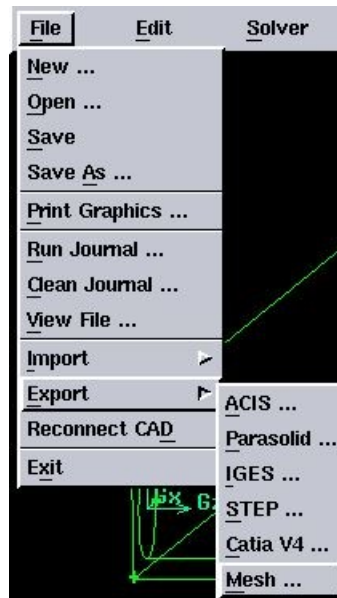 File Edit Solver
New ...
Open ...
Save
Save As ...
Print Graphics ...
Run Journal ...
Clean Journal ...
View File ...
Import
Export
Reconnect CAD
Exit
ACIS ...
Parasolid ...
IGES ...
STEP ...
Catia V4 ...
Mesh ...
Gx G